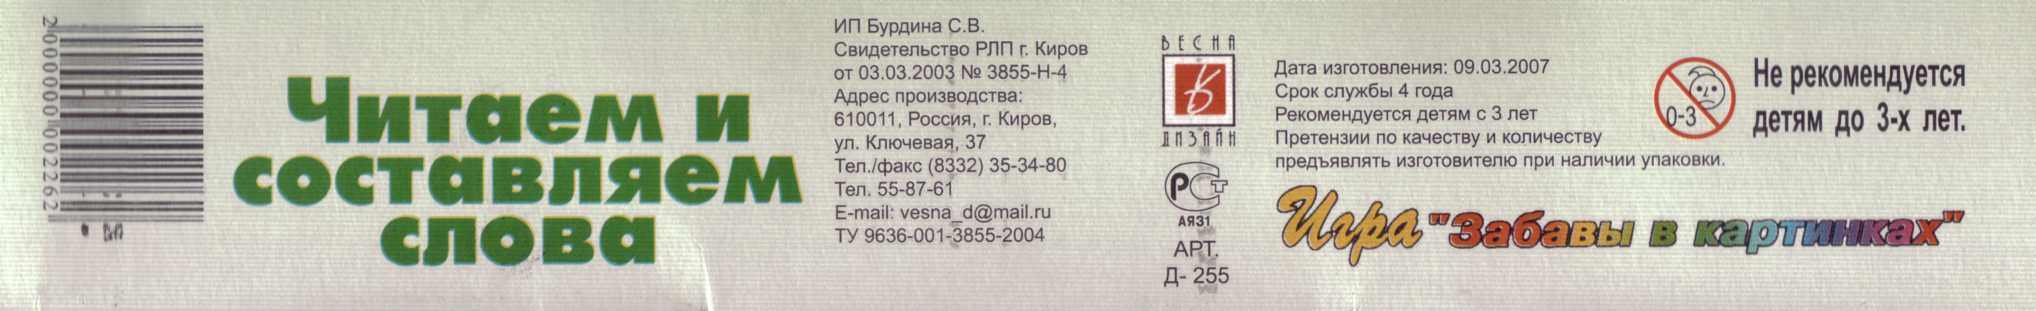 2000000 002262
Читаем и
составляем
слова
ИП Бурдина С.В.
Свидетельство РЛП г. Киров
от 03.03.2003 № 3855-Н-4
Адрес производства:
610011, Россия, г. Киров,
ул. Ключевая, 37
Тел./факс (8332) 35-34-80
Тел. 55-87-61
E-mail: vesna_d@mail.ru
ТУ 9636-001-3855-2004
ВЕСНА
ДИЗАЙН
РСТ
АЯ31
АРТ.
Д- 255
Дата изготовления: 09.03.2007
Срок службы 4 года
Рекомендуется детям с 3 лет
Претензии по качеству и количеству
предъявлять изготовителю при наличии упаковки.
Игра "Забавы в картинках"
0-3
Не рекомендуется
детям до 3-х лет.